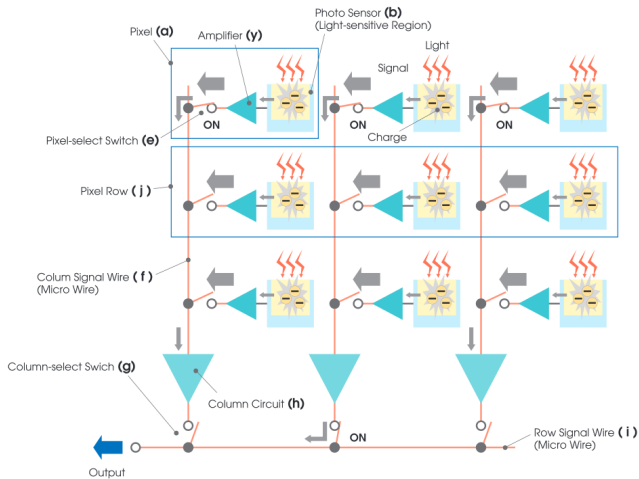 Photo Sensor (b)
(Light-sensitive Region)
Pixel (a)
Amplifier (y)
Light
Signal
ON
ON
ON
Charge
Pixel-select Switch (e)
Pixel Row (j)
Colum Signal Wire (f)
(Micro Wire)
Column-select Swich (g)
Column Circuit (h)
ON
Row Signal Wire (i)
(Micro Wire)
Output